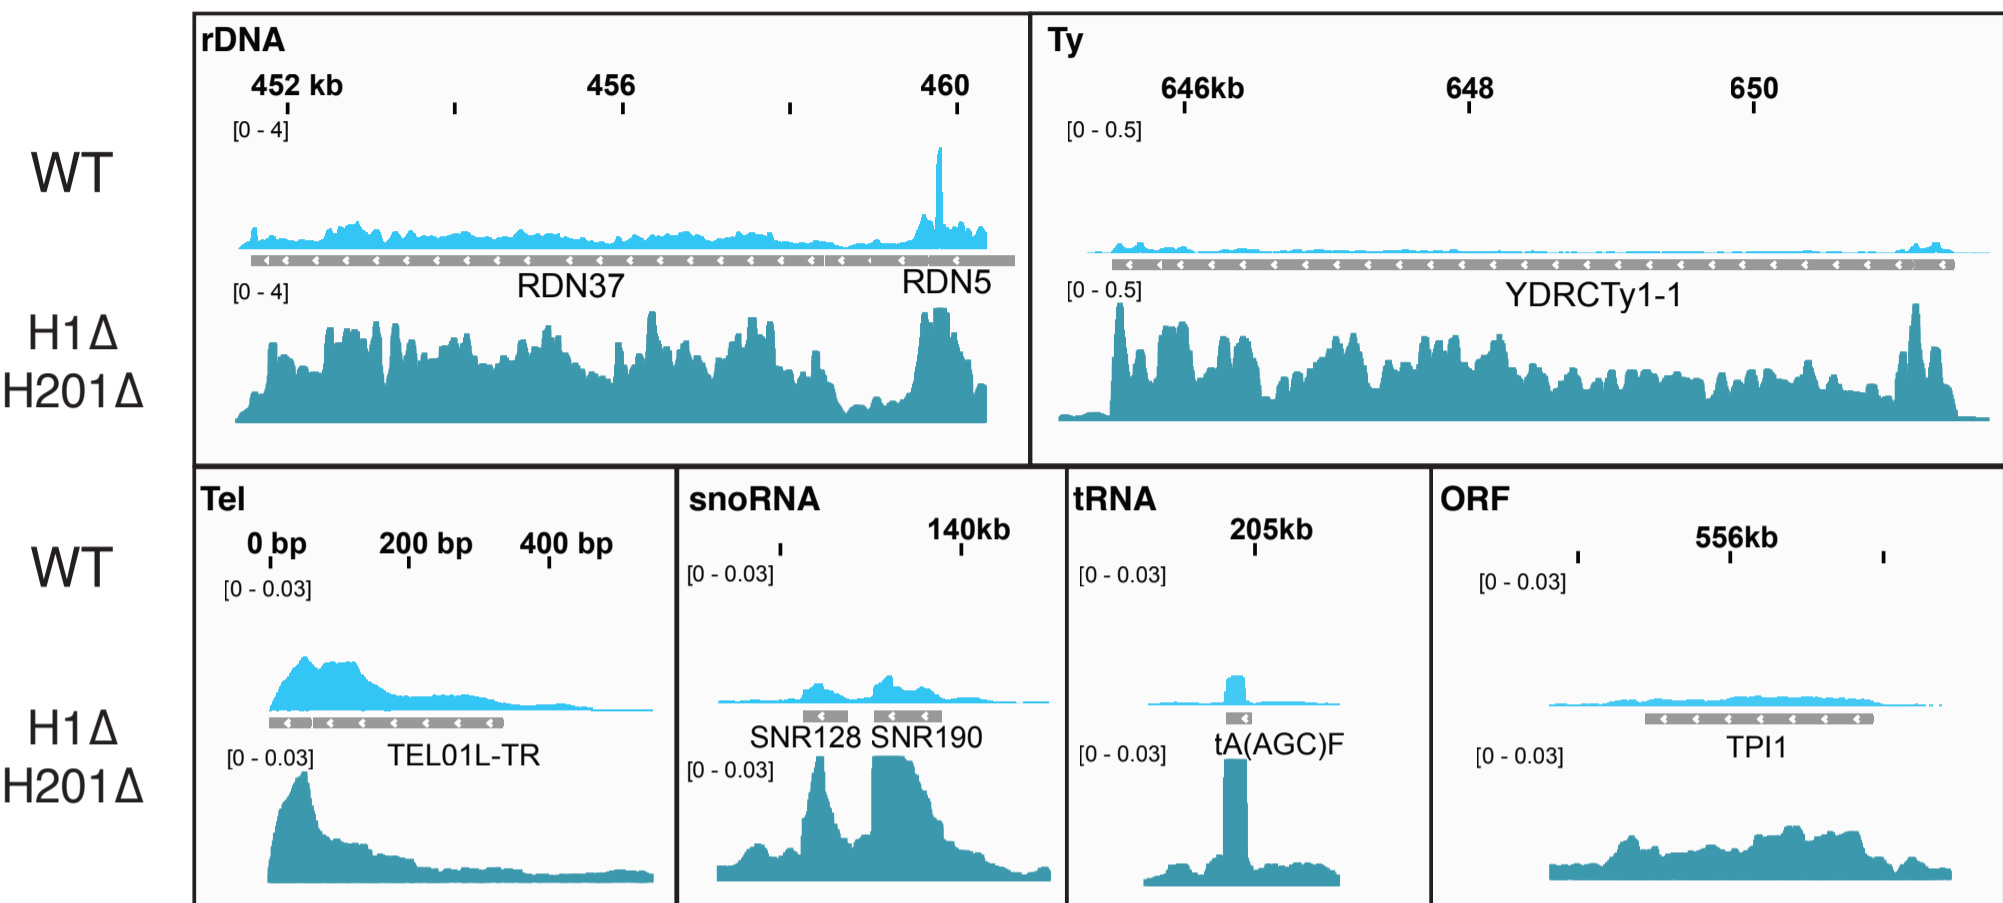 rDNA
452 kb 456 460
[0 - 4]
WT
RDN37 RDN5
[0 - 4]
H1Δ
H201Δ
Ty
646kb 648 650
[0 - 0.5]
YDRCTy1-1
[0 - 0.5]
Tel
0 bp 200 bp 400 bp
[0 - 0.03]
WT
TEL01L-TR
[0 - 0.03]
H1Δ
H201Δ
snoRNA
140kb
[0 - 0.03]
SNR128 SNR190
[0 - 0.03]
tRNA
205kb
[0 - 0.03]
tA(AGC)F
[0 - 0.03]
ORF
556kb
[0 - 0.03]
TPI1
[0 - 0.03]